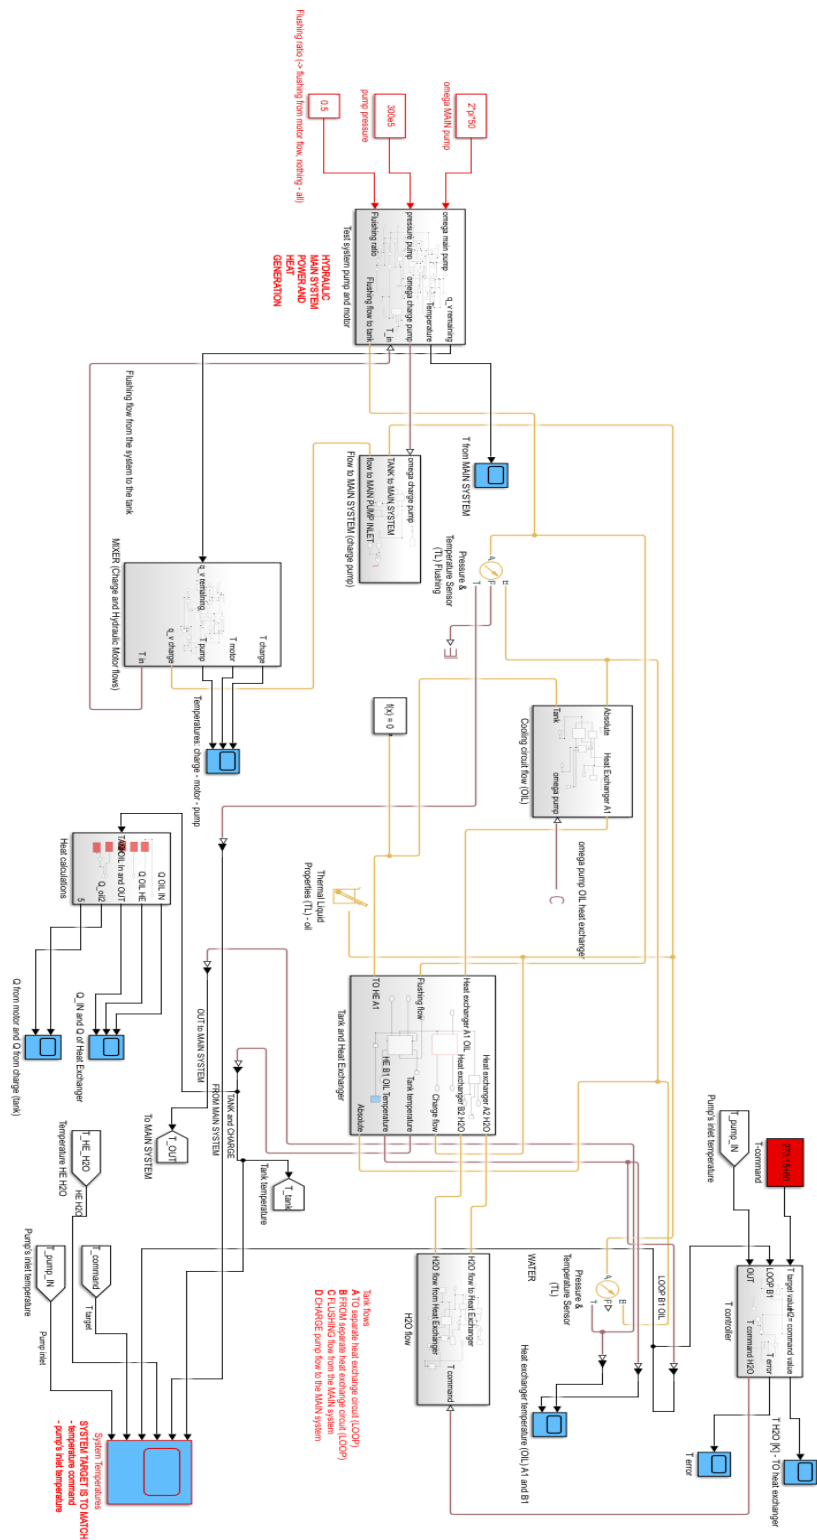 2*pi*50
omega MAIN pump
300e5
pump pressure
0.5
Flushing ratio (-> flushing from motor flow, nothing - all)
omega main pump
pressure pump
Fluishing ratio
q_v remaining
Temperature
omega charge pump
T_in
Flushing flow to tank
Test system pump and motor
HYDRAULIC
MAIN SYSTEM
POWER AND
HEAT
GENERATION
T from MAIN SYSTEM
omega charge pump
TANK to MAIN SYSTEM
flow to MAIN PUMP INLET
Flow to MAIN SYSTEM (charge pump)
Flushing flow from the system to the tank
q_v remaining
T charge
T motor
T pump
q_v charge
T in
MIXER (Charge and Hydraulic Motor flows)
Temperatures: charge - motor - pump
A
B
P
T
Pressure &
Temperature Sensor
(TL) Flushing
f(x) = 0
Absolute
Tank
Heat Exchanger A1
omega pump
Cooling circuit flow (OIL)
C
omega pump OIL heat exchanger
Thermal Liquid
Properties (TL) - oil
Q OIL IN
Q OIL HE
OIL In and OUT
Q_oil2
5
Heat calculations
Q_IN and Q of Heat Exchanger
Q from motor and Q from charge (tank)
Heat exchanger A1 OIL
Flushing flow
TO HE A1
Heat exchanger A2 H2O
Heat exchanger B2 H2O
Charge flow
Tank temperature
HE B1 OIL Temperature
Absolute
Tank and Heat Exchanger
OUT to MAIN SYSTEM
FROM MAIN SYSTEM
TANK and CHARGE
T_OUT
To MAIN SYSTEM
T_tank
Tank temperature
T_HE_H2O
Temperature HE H2O
HE H2O
T_pump_IN
Pump's inlet temperature
Pump inlet
T_command
T target
T_pump_IN
Pump's inlet temperature
273.15+60
T-command
T target value
LOOP B1
OUT
H2= command value
T error
T command H2O
T controller
LOOP B1 OIL
A
B
P
T
Pressure &
Temperature Sensor
(TL)
WATER
H2O flow to Heat Exchanger
H2O flow from Heat Exchanger
T command
H2O flow
Heat exchanger temperature (OIL) A1 and B1
T error
T H2O [K] - TO heat exchanger
Tank flows
A TO separate heat exchange circuit (LOOP)
B FROM separate heat exchange circuit (LOOP)
C FLUSHING flow from the MAIN system
D CHARGE pump flow to the MAIN system
System Temperatures
SYSTEM TARGET IS TO MATCH:
- temperature command
- pump's inlet temperature